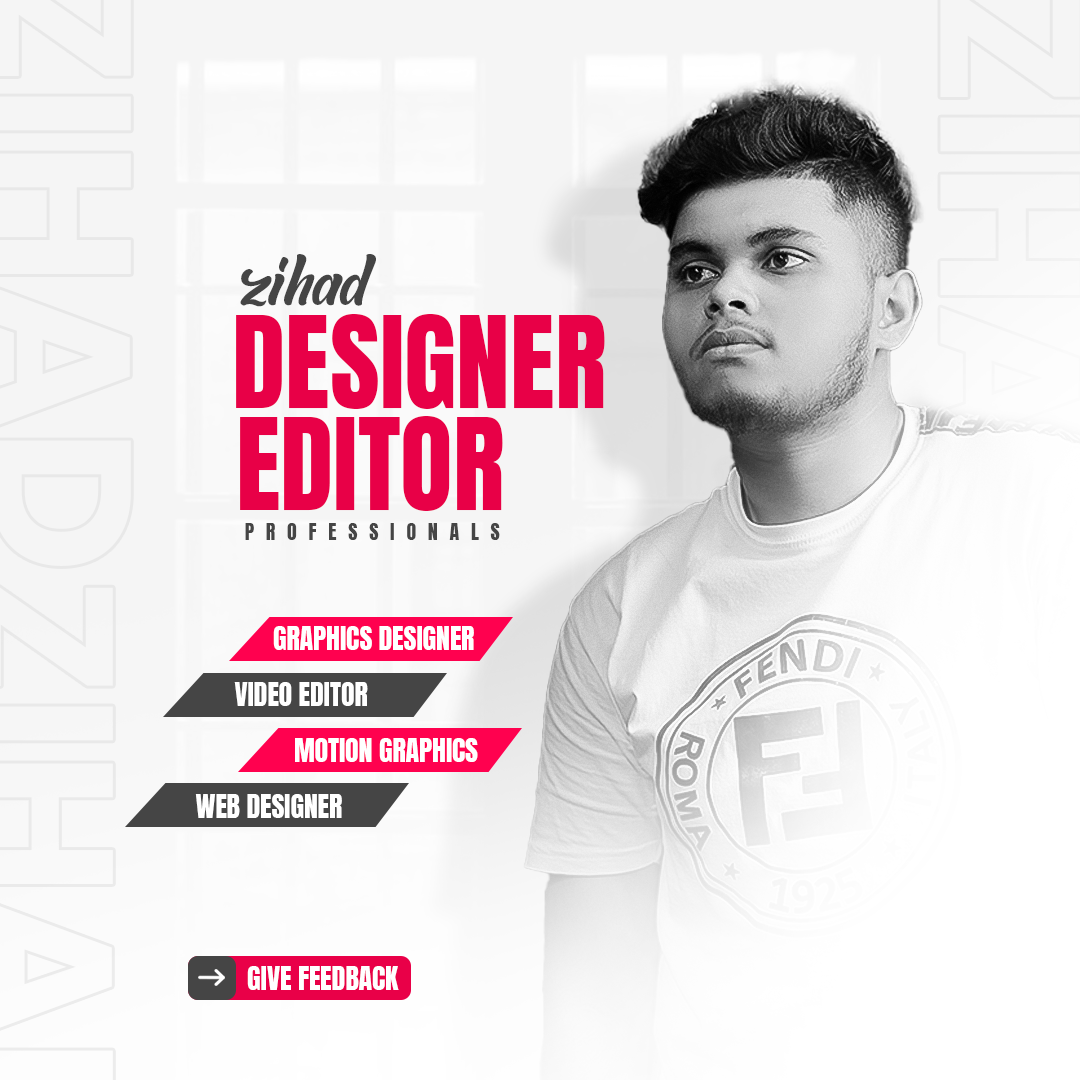 zihad
DESIGNER
EDITOR
PROFESSIONALS
GRAPHICS DESIGNER
VIDEO EDITOR
MOTION GRAPHICS
WEB DESIGNER
GIVE FEEDBACK
FENDI
ROMA
ITALY
1925
ZIHADZIHAD
ZIHA